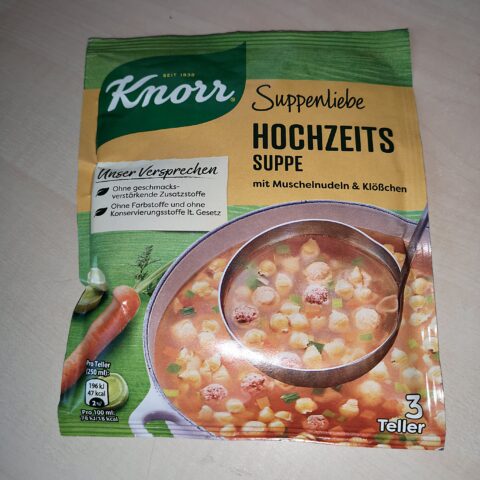 SEIT 1838
Knorr
Suppenliebe
HOCHZEITS
SUPPE
mit Muschelnudeln & Klößchen
Unser Versprechen
Ohne geschmacks-
verstärkende Zusatzstoffe
Ohne Farbstoffe und ohne
Konservierungsstoffe lt. Gesetz
Pro Teller
(250 ml):
196 kJ
47 kcal
2%
Pro 100 ml:
3
Teller